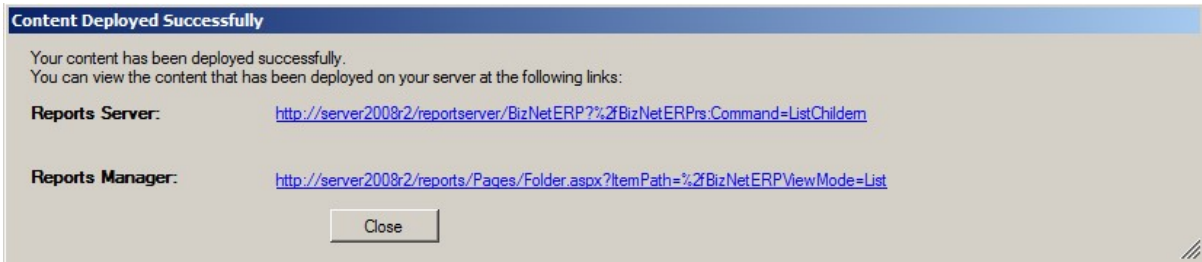 Content Deployed Successfully
Your content has been deployed successfully.
You can view the content that has been deployed on your server at the following links:
Reports Server: http://server2008r2/reportserver/BizNetERP?%2fBizNetERPrs:Command=ListChildern
Reports Manager: http://server2008r2/reports/Pages/Folder.aspx?ItemPath=%2fBizNetERPViewMode=List
Close